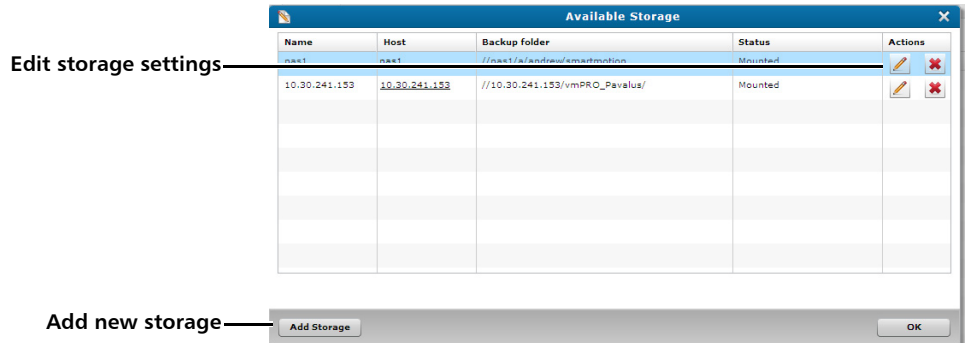 Available Storage
Name Host Backup folder Status Actions
Edit storage settings nas1 nas1 //nas1/a/andrew/smartmotion Mounted
10.30.241.153 10.30.241.153 //10.30.241.153/vmPRO_Pavalus/ Mounted
Add new storage Add Storage OK